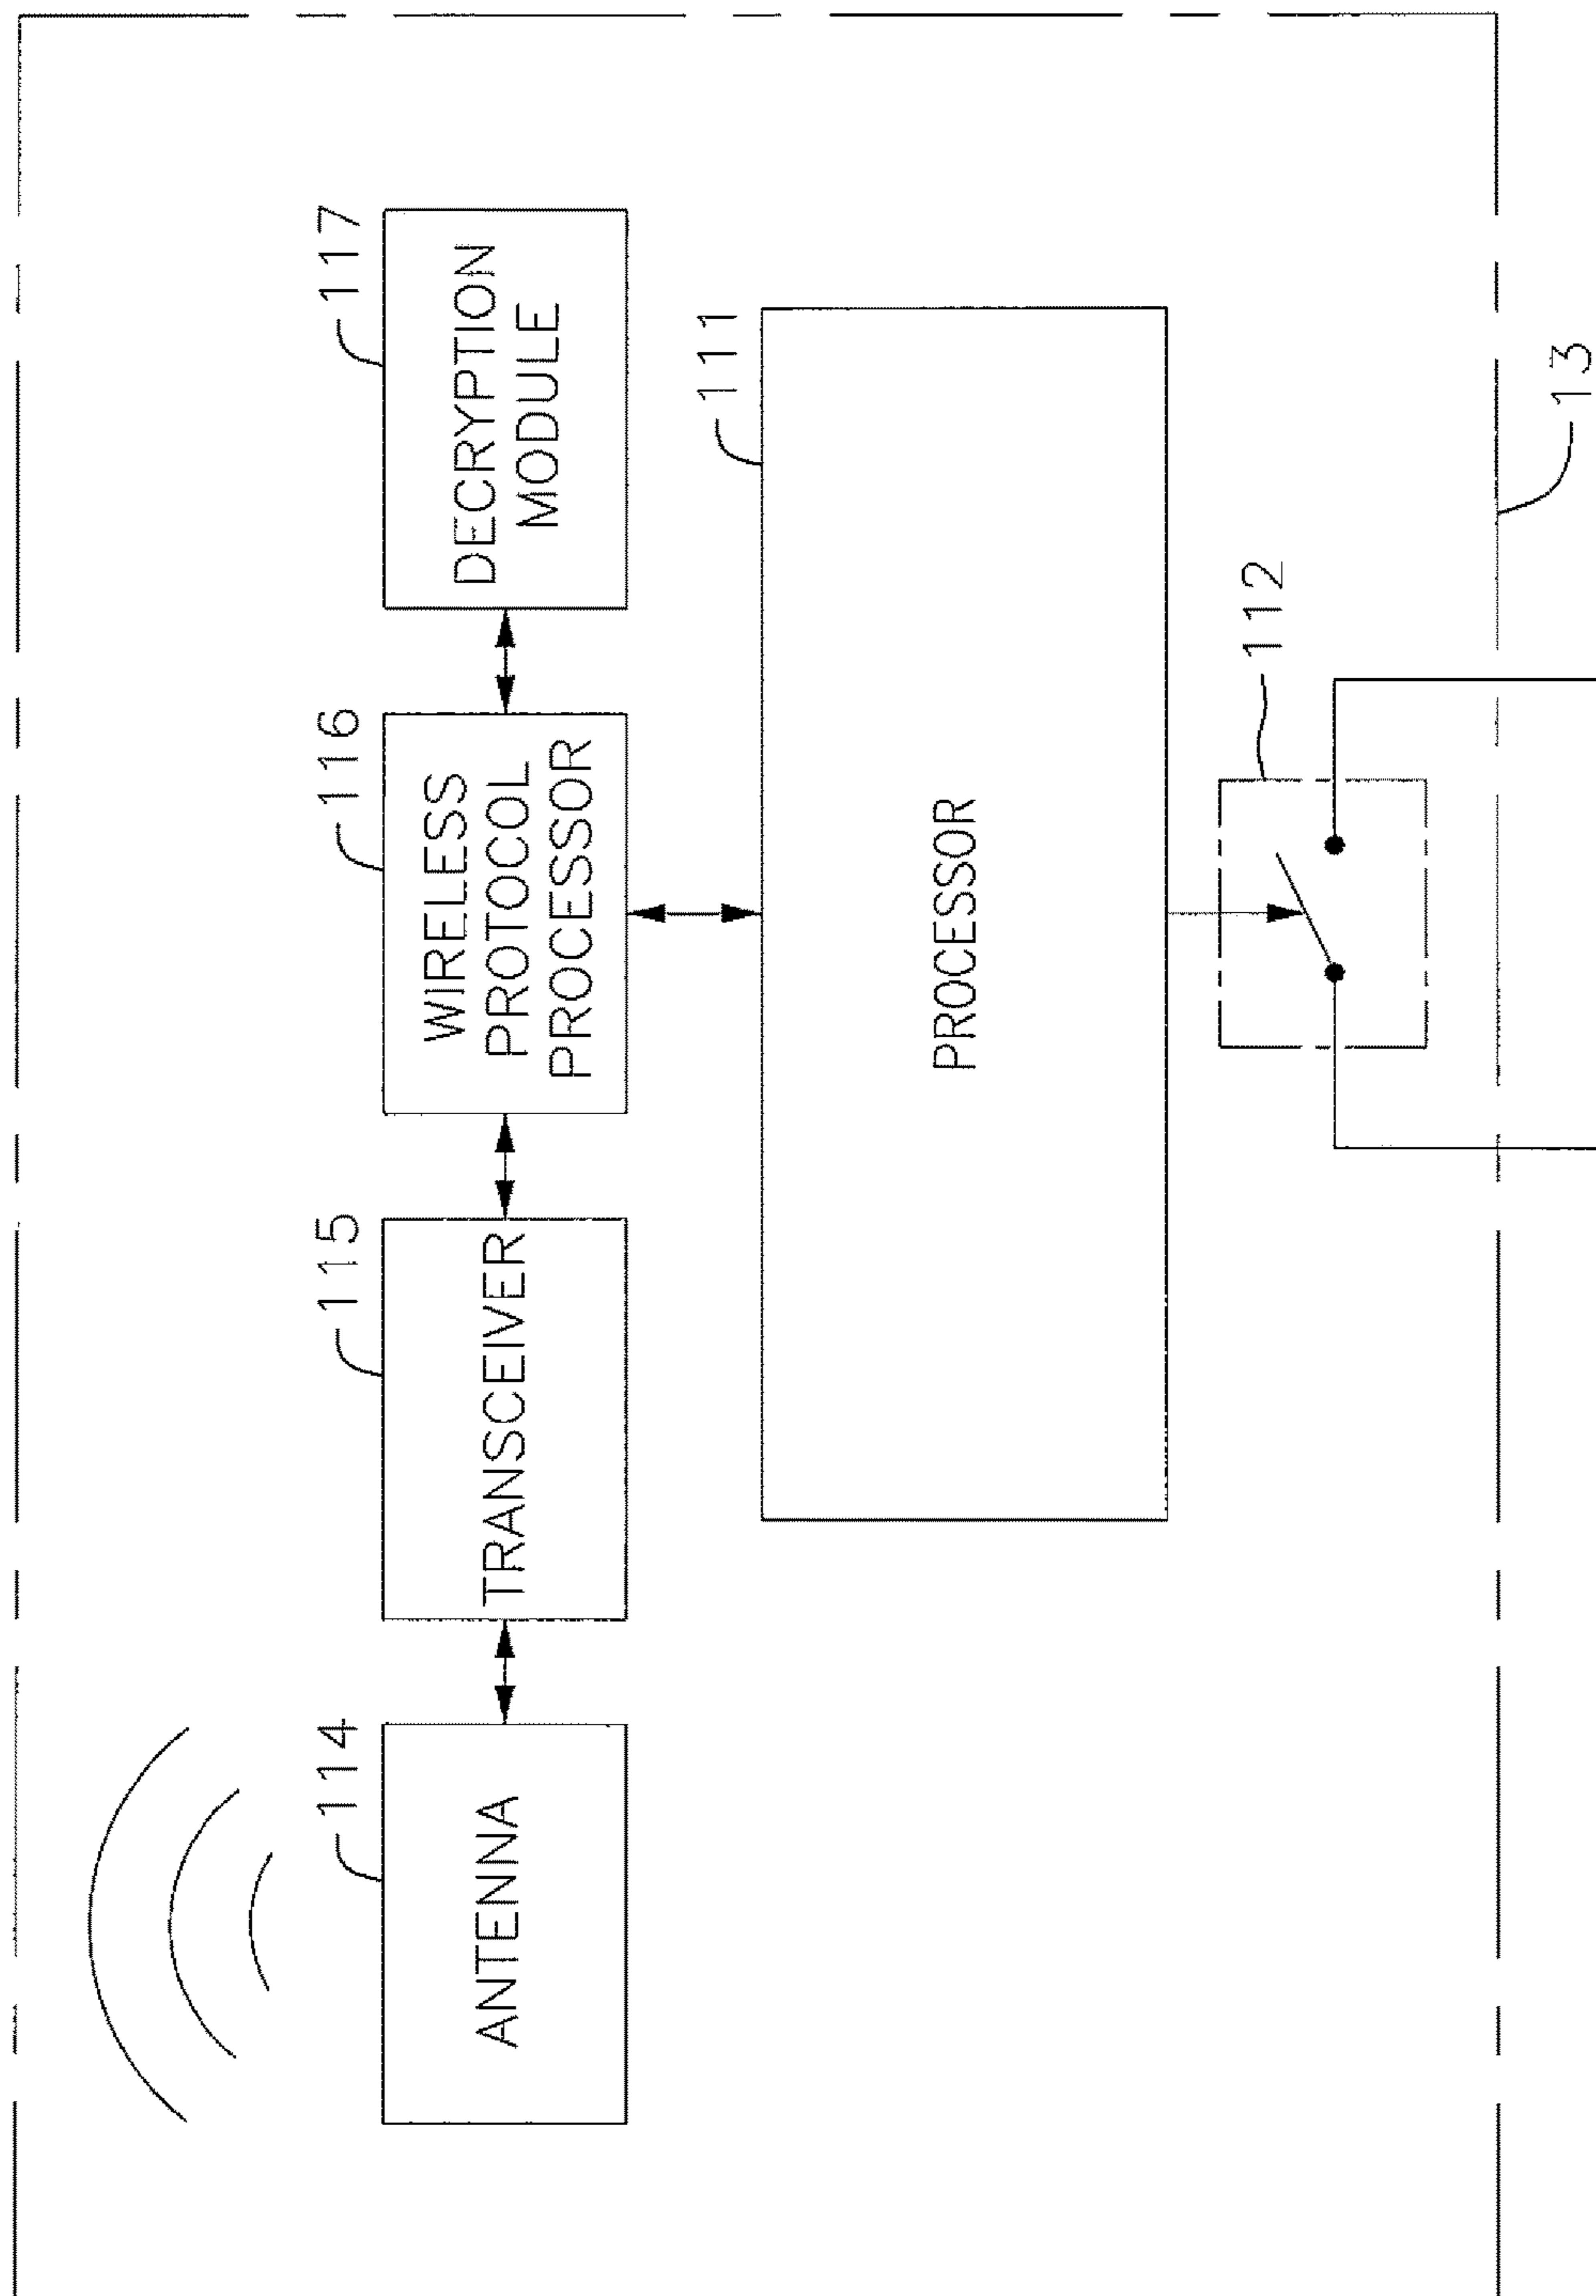 114
ANTENNA
115
TRANSCEIVER
116
WIRELESS
PROTOCOL
PROCESSOR
117
DECRYPTION
MODULE
111
PROCESSOR
112
13